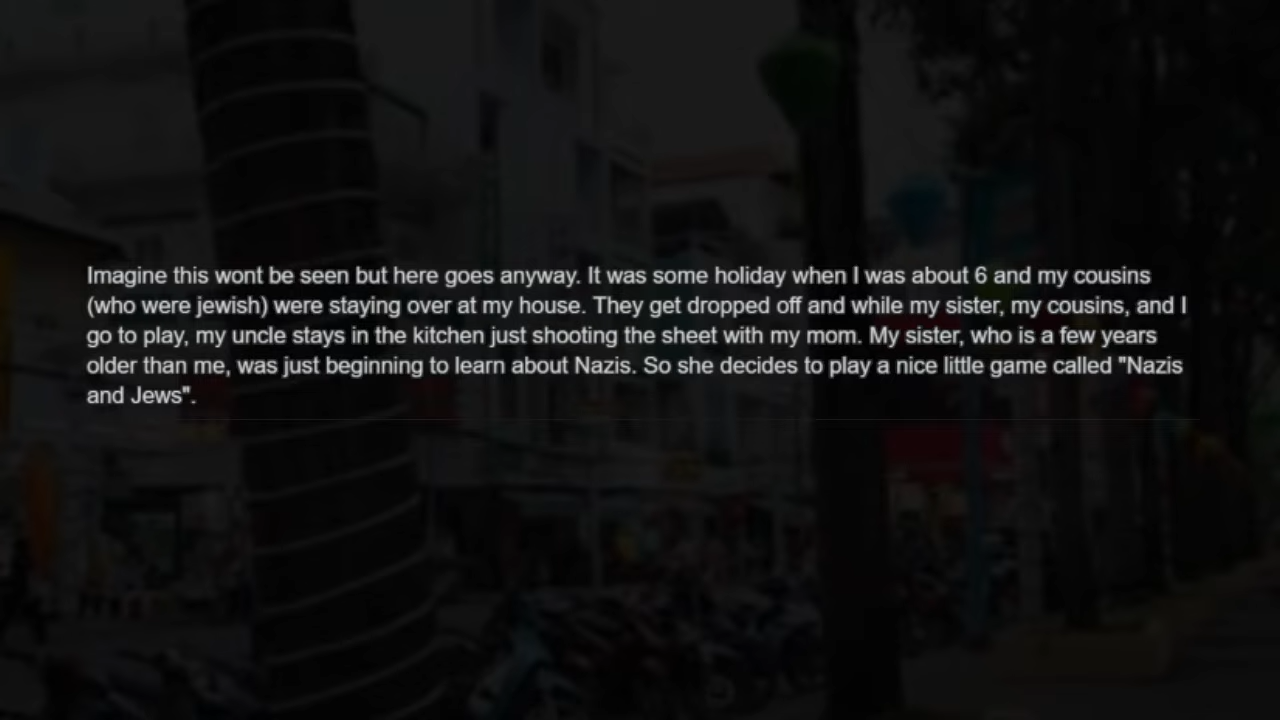 Imagine this wont be seen but here goes anyway. It was some holiday when I was about 6 and my cousins
(who were jewish) were staying over at my house. They get dropped off and while my sister, my cousins, and I
go to play, my uncle stays in the kitchen just shooting the sheet with my mom. My sister, who is a few years
older than me, was just beginning to learn about Nazis. So she decides to play a nice little game called "Nazis
and Jews".